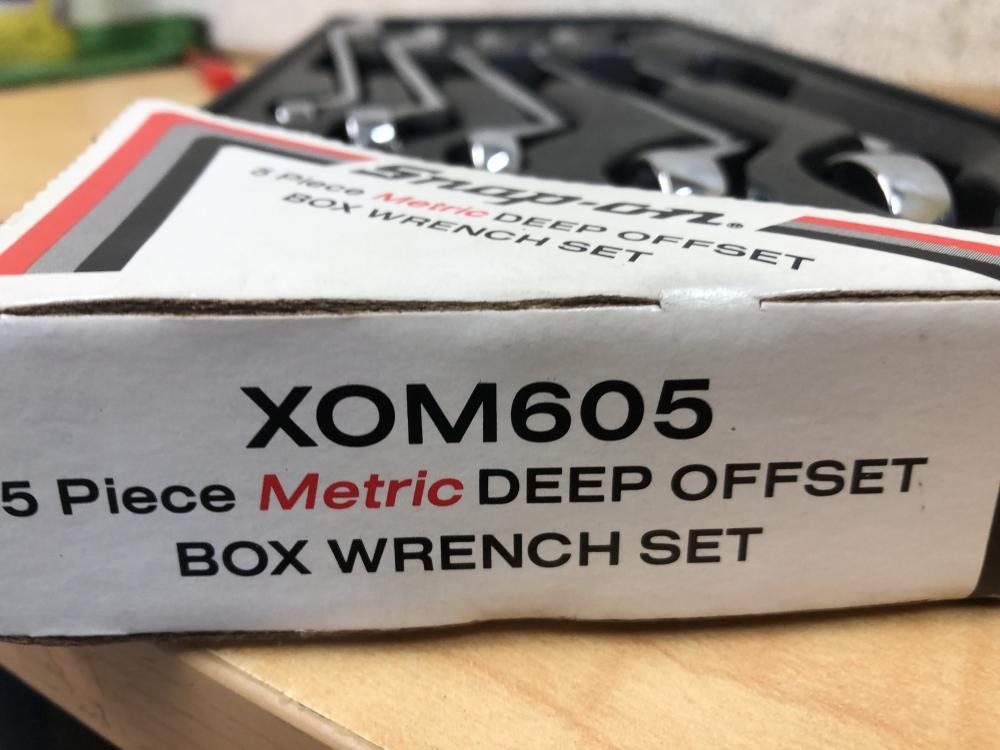 Snap-on®
5 Piece Metric DEEP OFFSET
BOX WRENCH SET
XOM605
5 Piece Metric DEEP OFFSET
BOX WRENCH SET